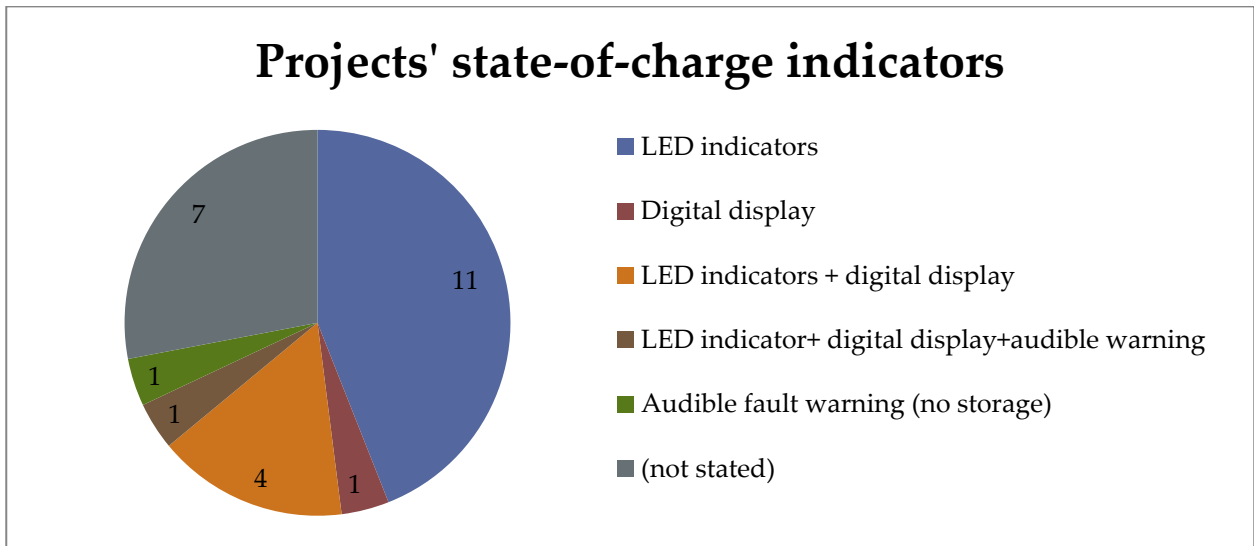 Projects' state-of-charge indicators
LED indicators
Digital display
LED indicators + digital display
LED indicator+ digital display+audible warning
Audible fault warning (no storage)
(not stated)
11
1
4
1
1
7